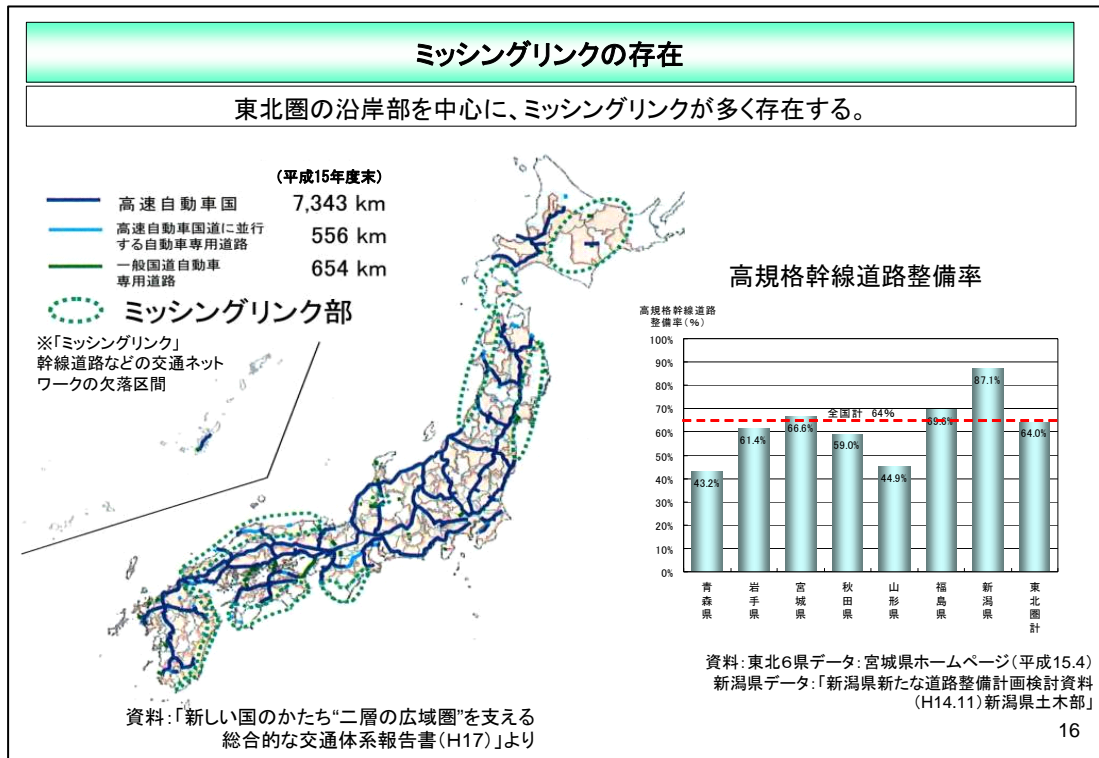 ミッシングリンクの存在
東北圏の沿岸部を中心に、ミッシングリンクが多く存在する。
(平成15年度末)
高速自動車国 7,343 km
高速自動車国道に並行
する自動車専用道路 556 km
一般国道自動車
専用道路 654 km
ミッシングリンク部
※「ミッシングリンク」
幹線道路などの交通ネット
ワークの欠落区間
資料:「新しい国のかたち“二層の広域圏”を支える
総合的な交通体系報告書(H17)」より
高規格幹線道路整備率
高規格幹線道路
整備率(%)
100%
90%
80%
70%
60%
50%
40%
30%
20%
10%
0%
全国計 64%
43.2%
61.4%
66.6%
59.0%
44.9%
69.6%
87.1%
64.0%
青森県
岩手県
宮城県
秋田県
山形県
福島県
新潟県
東北圏計
資料:東北6県データ:宮城県ホームページ(平成15.4)
新潟県データ:「新潟県新たな道路整備計画検討資料
(H14.11)新潟県土木部」
16